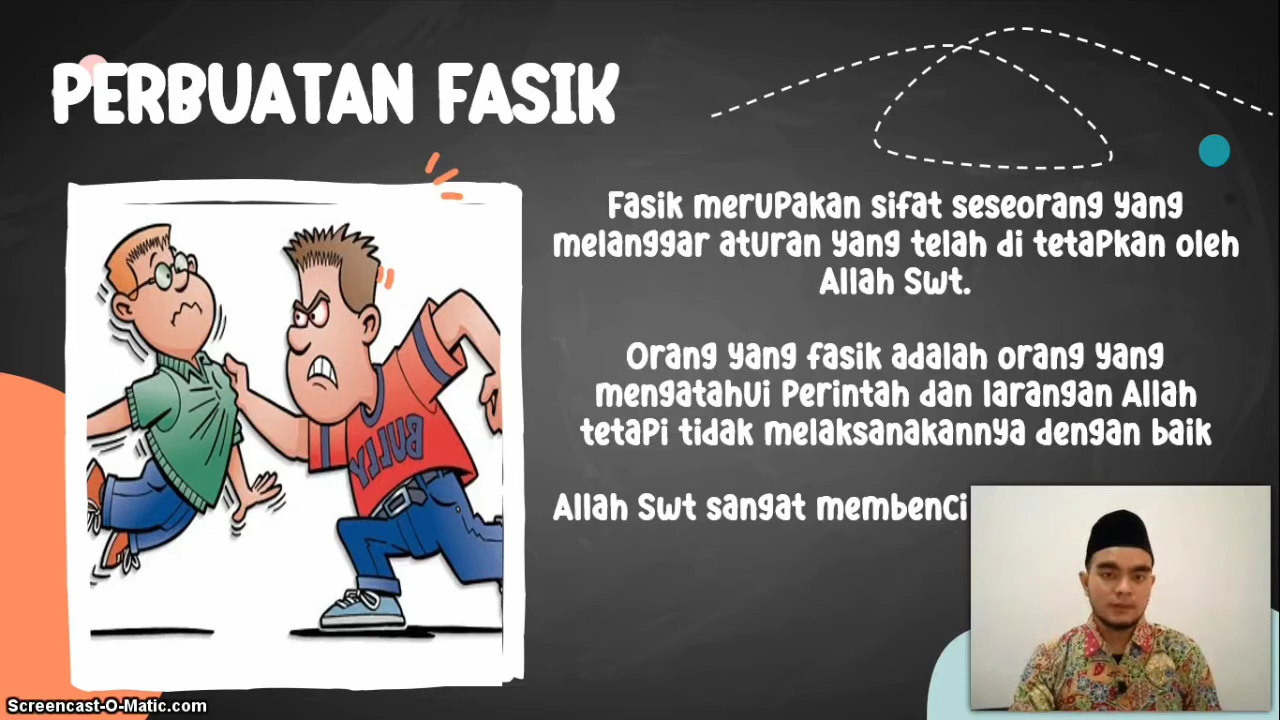 PERBUATAN FASIK
Fasik merupakan sifat seseorang yang
melanggar aturan yang telah di tetapkan oleh
Allah Swt.
Orang yang fasik adalah orang yang
mengatahui Perintah dan larangan Allah
tetapi tidak melaksanakannya dengan baik
Allah Swt sangat membenci
BULLY
Screencast-O-Matic.com